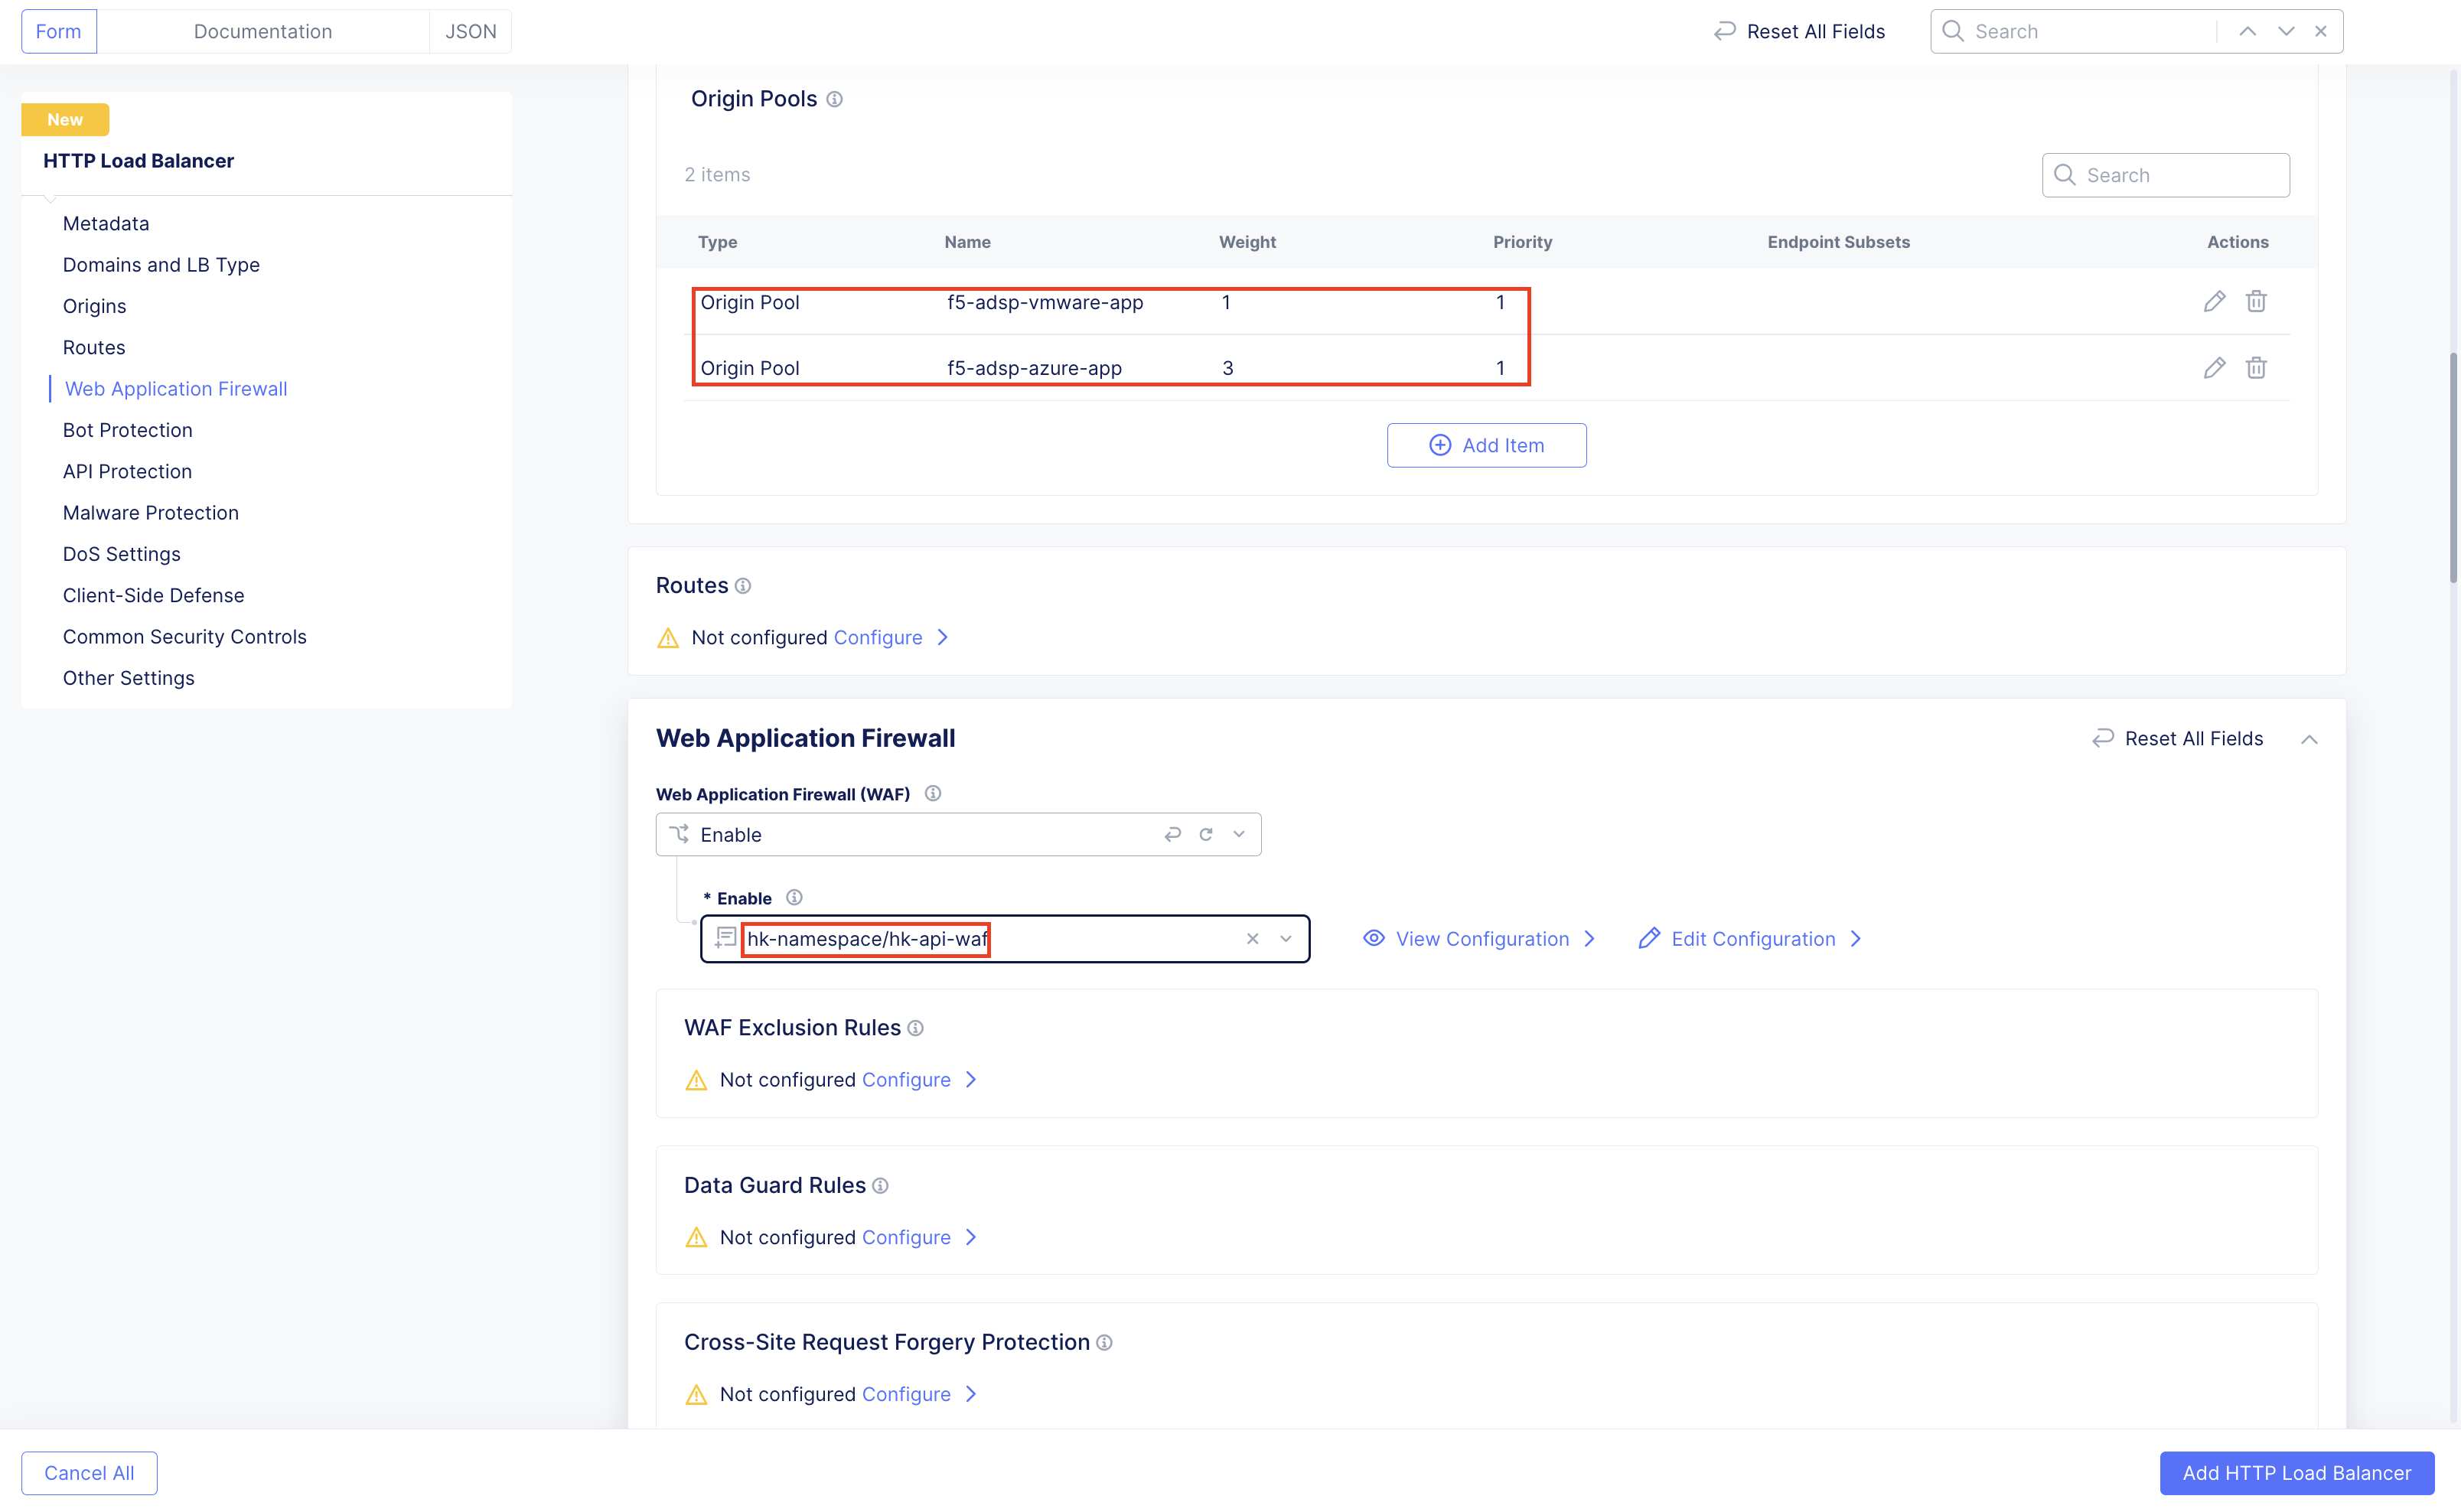 Form
Documentation
JSON
Reset All Fields
Search
New
HTTP Load Balancer
Metadata
Domains and LB Type
Origins
Routes
Web Application Firewall
Bot Protection
API Protection
Malware Protection
DoS Settings
Client-Side Defense
Common Security Controls
Other Settings
Origin Pools
2 items
Search
Type Name Weight Priority Endpoint Subsets Actions
Origin Pool f5-adsp-vmware-app 1 1
Origin Pool f5-adsp-azure-app 3 1
Add Item
Routes
Not configured Configure
Web Application Firewall
Reset All Fields
Web Application Firewall (WAF)
Enable
* Enable
hk-namespace/hk-api-waf
View Configuration
Edit Configuration
WAF Exclusion Rules
Not configured Configure
Data Guard Rules
Not configured Configure
Cross-Site Request Forgery Protection
Not configured Configure
Cancel All
Add HTTP Load Balancer